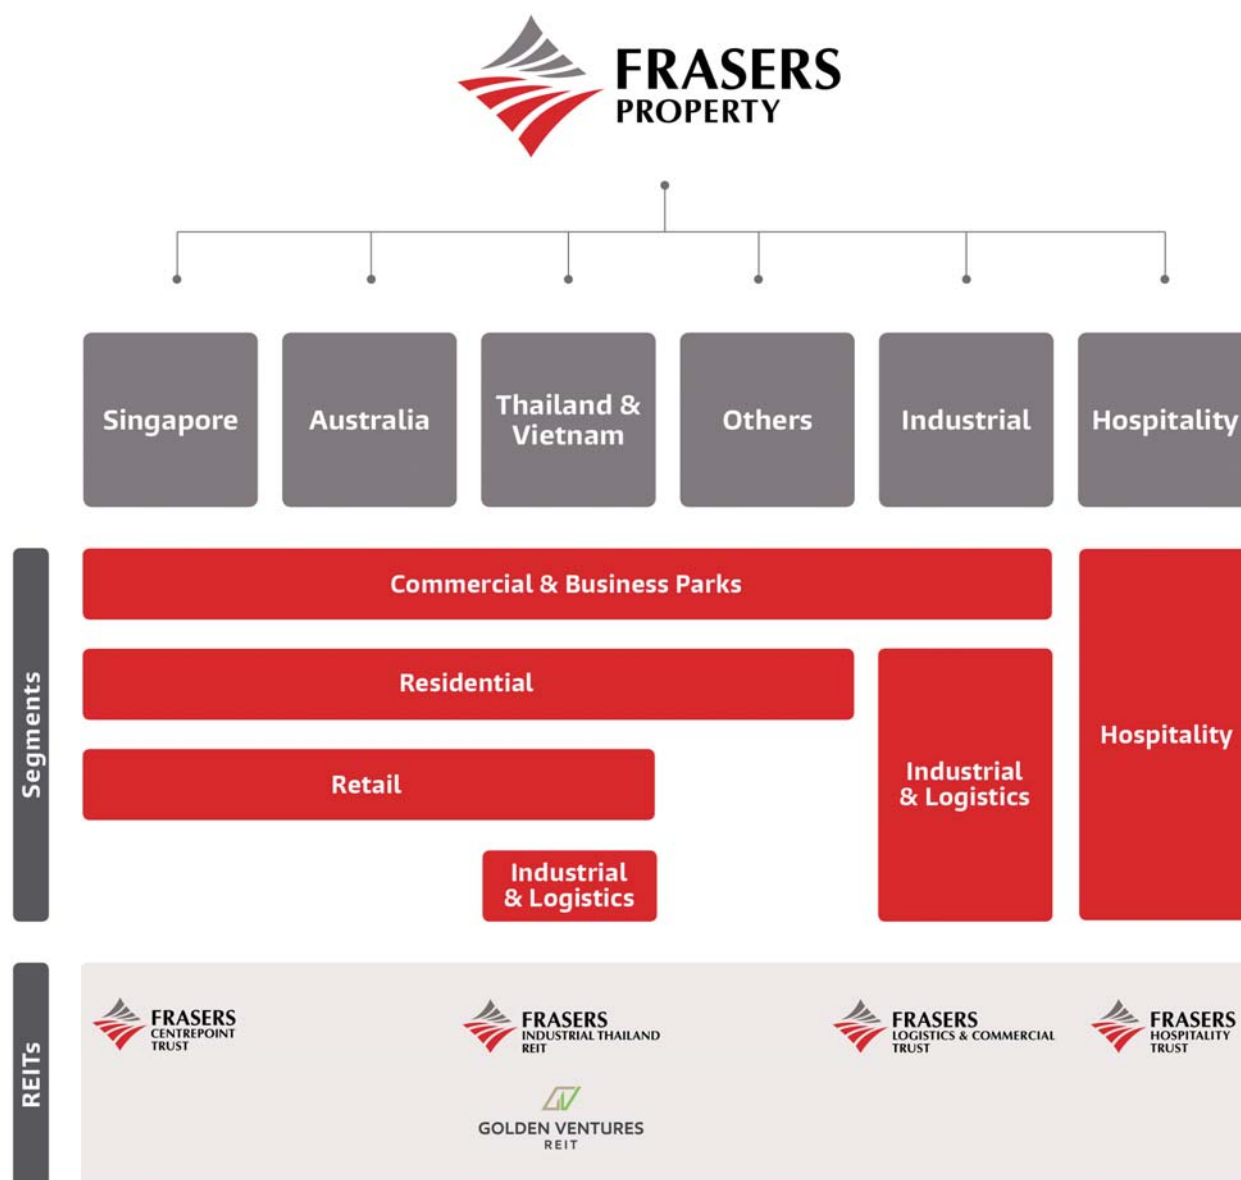 FRASERS
PROPERTY
Singapore
Australia
Thailand &
Vietnam
Others
Industrial
Hospitality
Segments
Commercial & Business Parks
Residential
Retail
Industrial
& Logistics
Industrial
& Logistics
Hospitality
REITs
FRASERS
CENTREPOINT
TRUST
FRASERS
INDUSTRIAL THAILAND
REIT
GOLDEN VENTURES
REIT
FRASERS
LOGISTICS & COMMERCIAL
TRUST
FRASERS
HOSPITALITY
TRUST